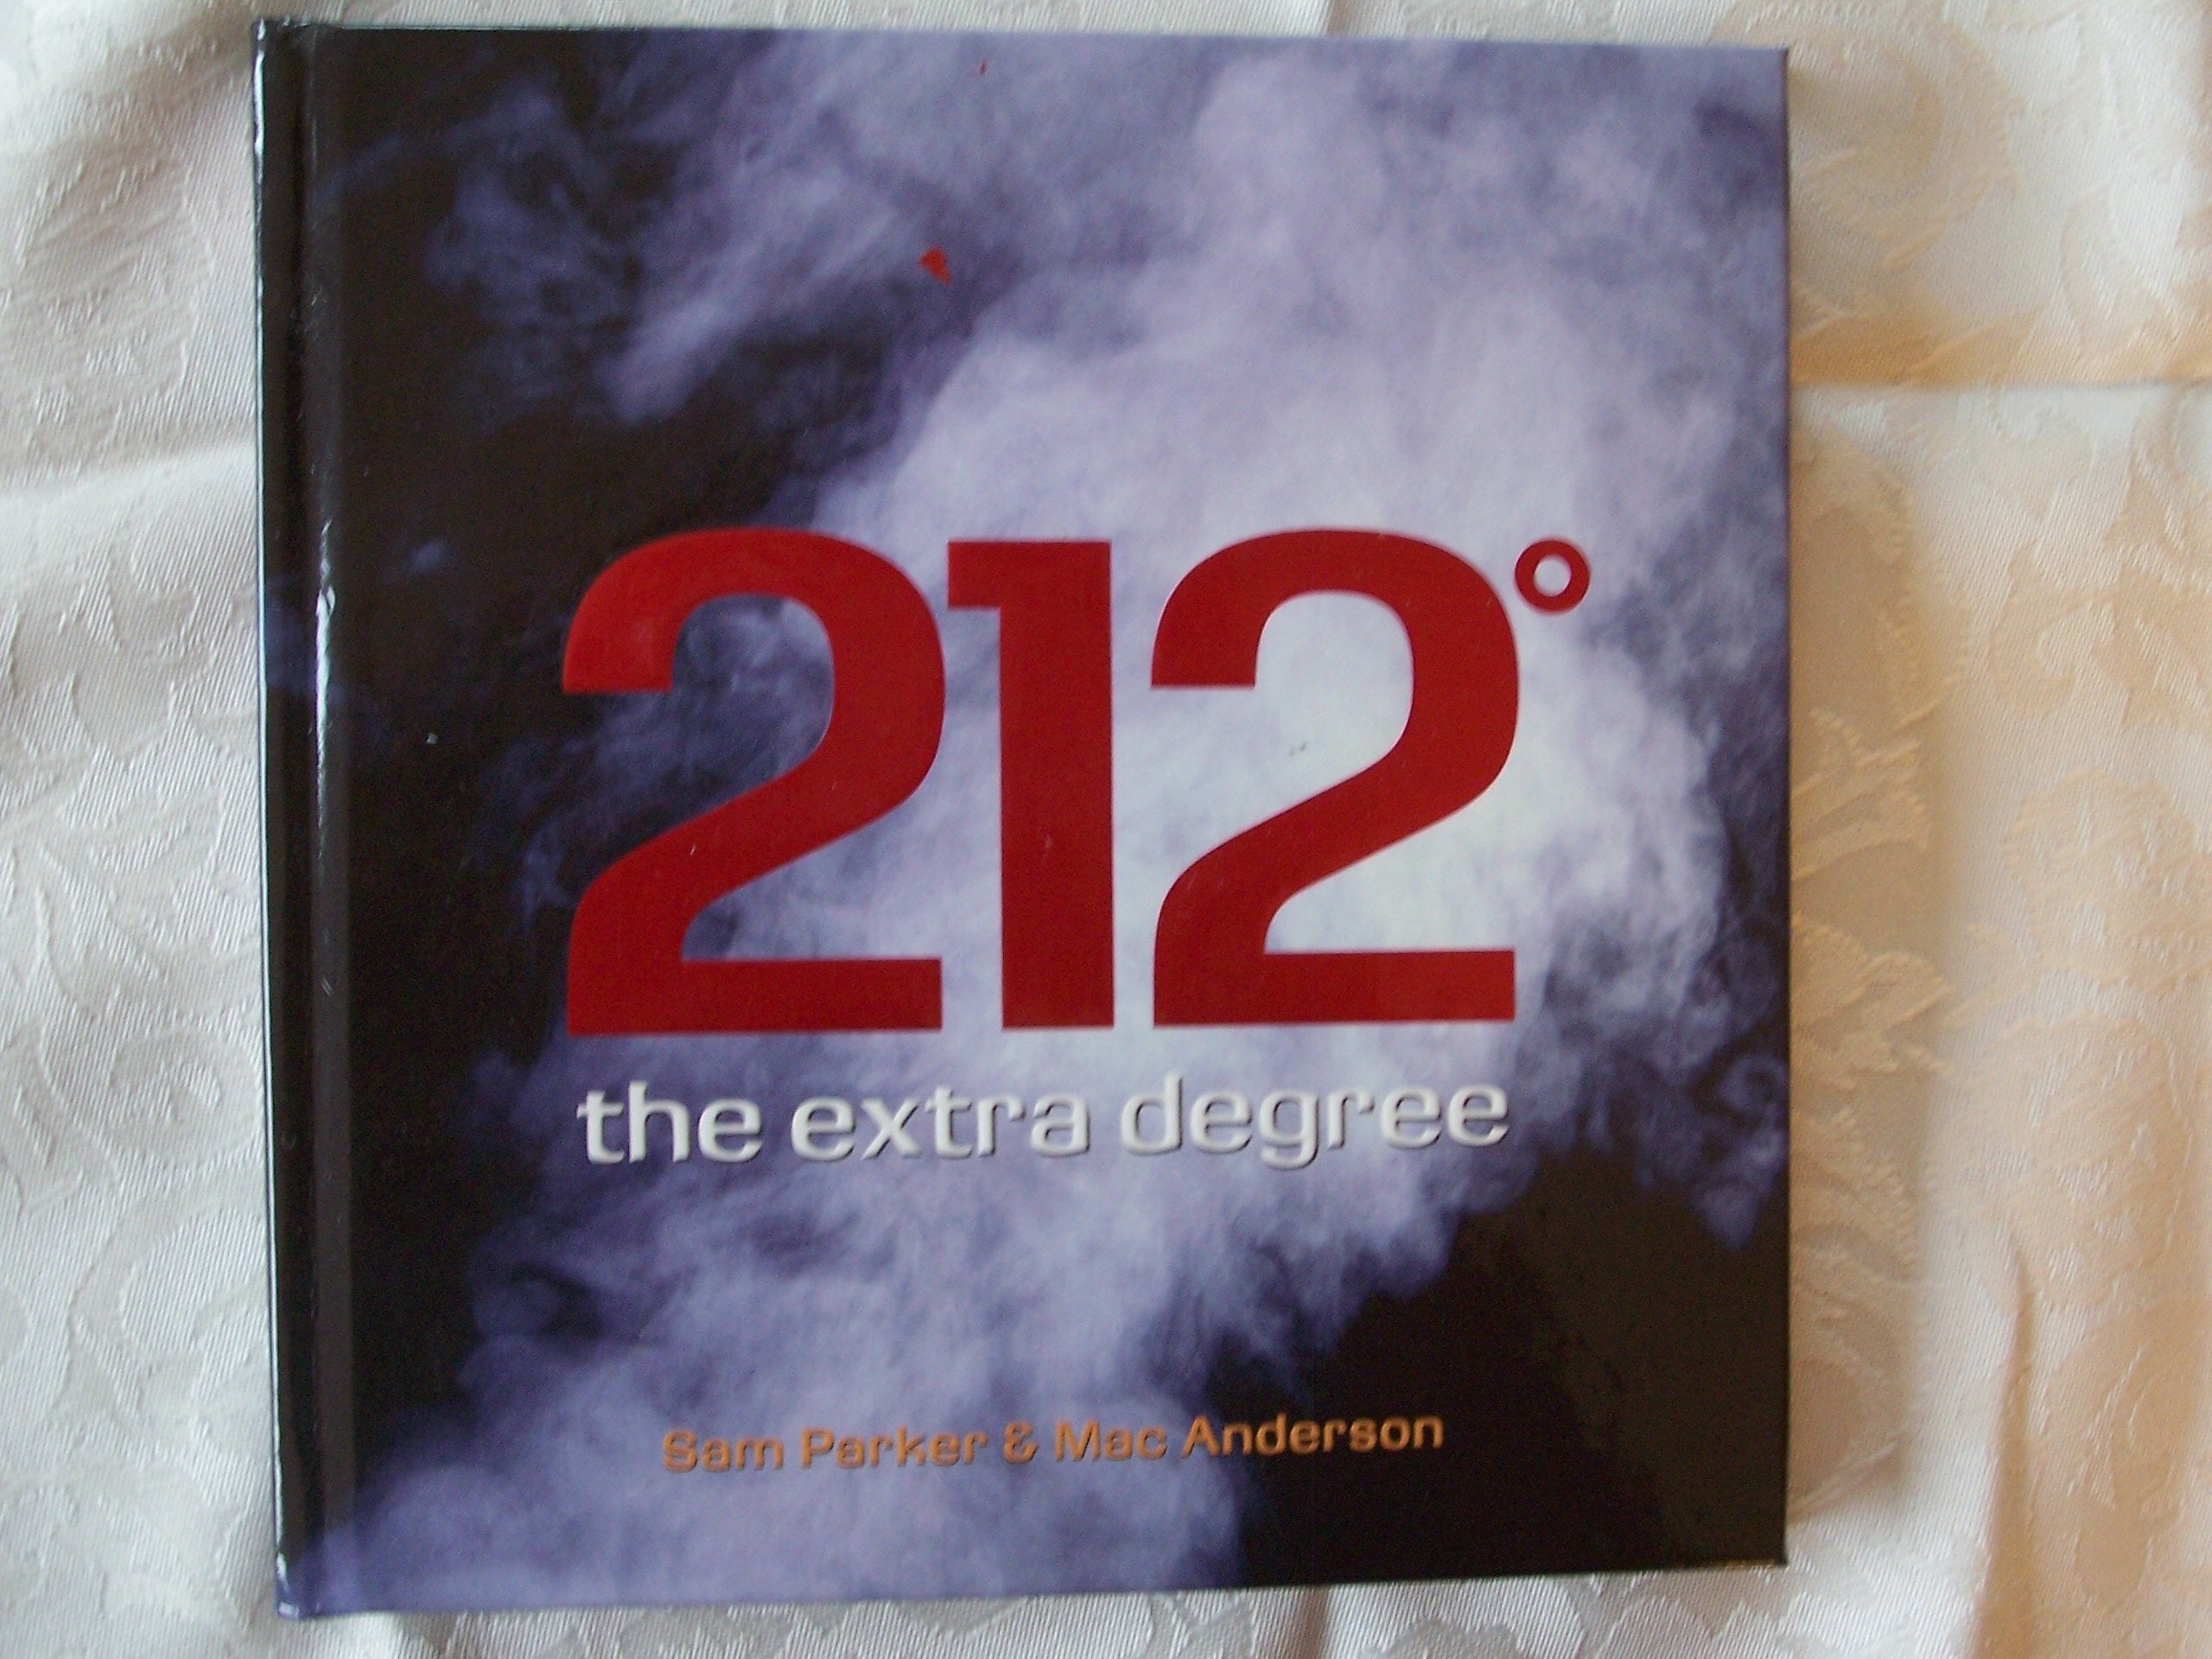 212°
the extra degree
Sam Parker & Mac Anderson